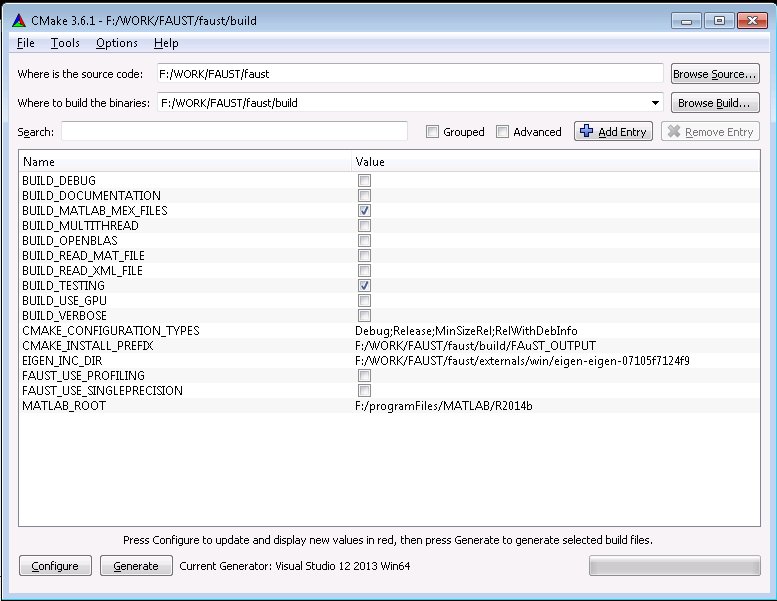 CMake 3.6.1 - F:/WORK/FAUST/faust/build
File Tools Options Help
Where is the source code: F:/WORK/FAUST/faust Browse Source...
Where to build the binaries: F:/WORK/FAUST/faust/build Browse Build...
Search: Grouped Advanced Add Entry Remove Entry
Name Value
BUILD_DEBUG
BUILD_DOCUMENTATION
BUILD_MATLAB_MEX_FILES
BUILD_MULTITHREAD
BUILD_OPENBLAS
BUILD_READ_MAT_FILE
BUILD_READ_XML_FILE
BUILD_TESTING
BUILD_USE_GPU
BUILD_VERBOSE
CMAKE_CONFIGURATION_TYPES Debug;Release;MinSizeRel;RelWithDebInfo
CMAKE_INSTALL_PREFIX F:/WORK/FAUST/faust/build/FAuST_OUTPUT
EIGEN_INC_DIR F:/WORK/FAUST/faust/externals/win/eigen-eigen-07105f7124f9
FAUST_USE_PROFILING
FAUST_USE_SINGLEPRECISION
MATLAB_ROOT F:/programFiles/MATLAB/R2014b
Press Configure to update and display new values in red, then press Generate to generate selected build files.
Configure Generate Current Generator: Visual Studio 12 2013 Win64